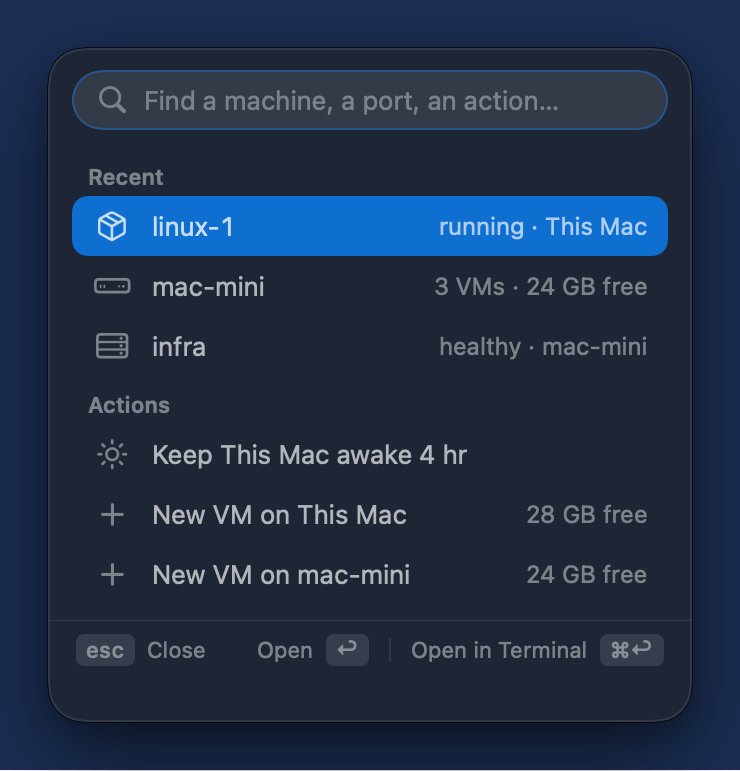 Find a machine, a port, an action...
Recent
linux-1 running · This Mac
mac-mini 3 VMs · 24 GB free
infra healthy · mac-mini
Actions
Keep This Mac awake 4 hr
New VM on This Mac 28 GB free
New VM on mac-mini 24 GB free
esc Close Open ↩ Open in Terminal ⌘↩